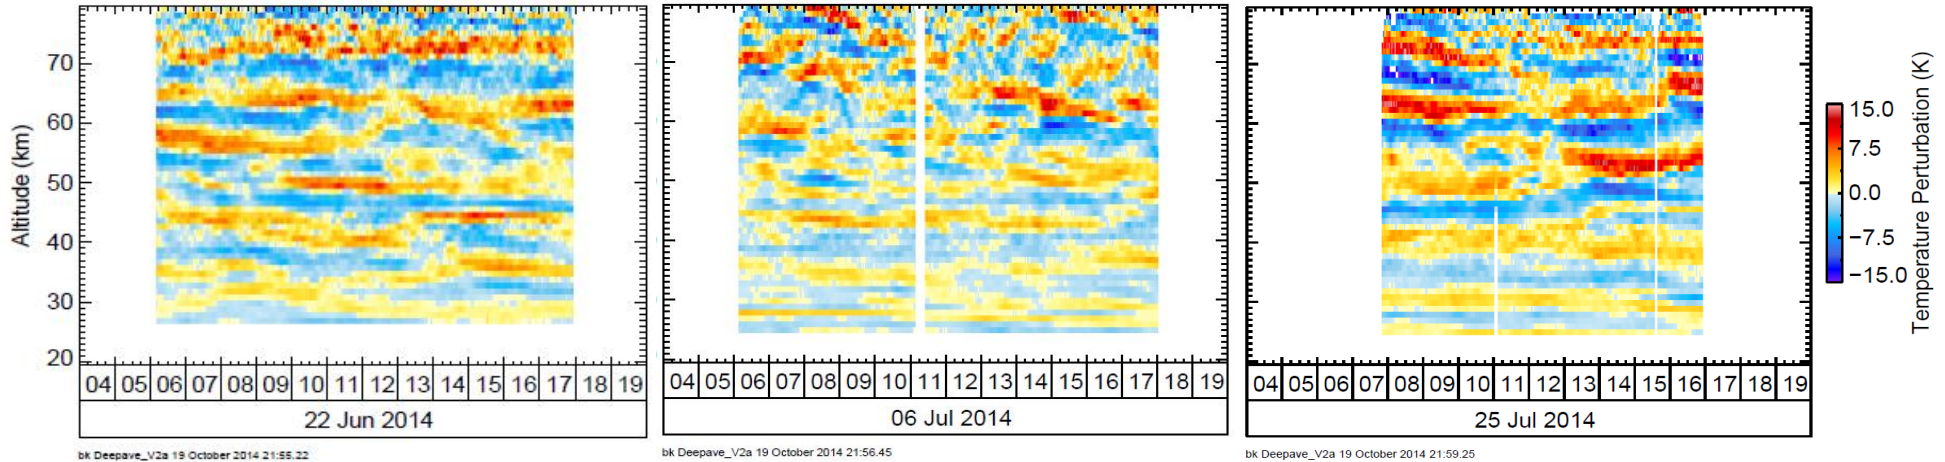 70
60
50
40
30
20
Altitude (km)
04 05 06 07 08 09 10 11 12 13 14 15 16 17 18 19
22 Jun 2014
bk Deepave_V2a 19 October 2014 21:55.22
04 05 06 07 08 09 10 11 12 13 14 15 16 17 18 19
06 Jul 2014
bk Deepave_V2a 19 October 2014 21:56.45
04 05 06 07 08 09 10 11 12 13 14 15 16 17 18 19
25 Jul 2014
bk Deepave_V2a 19 October 2014 21:59.25
15.0
7.5
0.0
−7.5
−15.0
Temperature Perturbation (K)